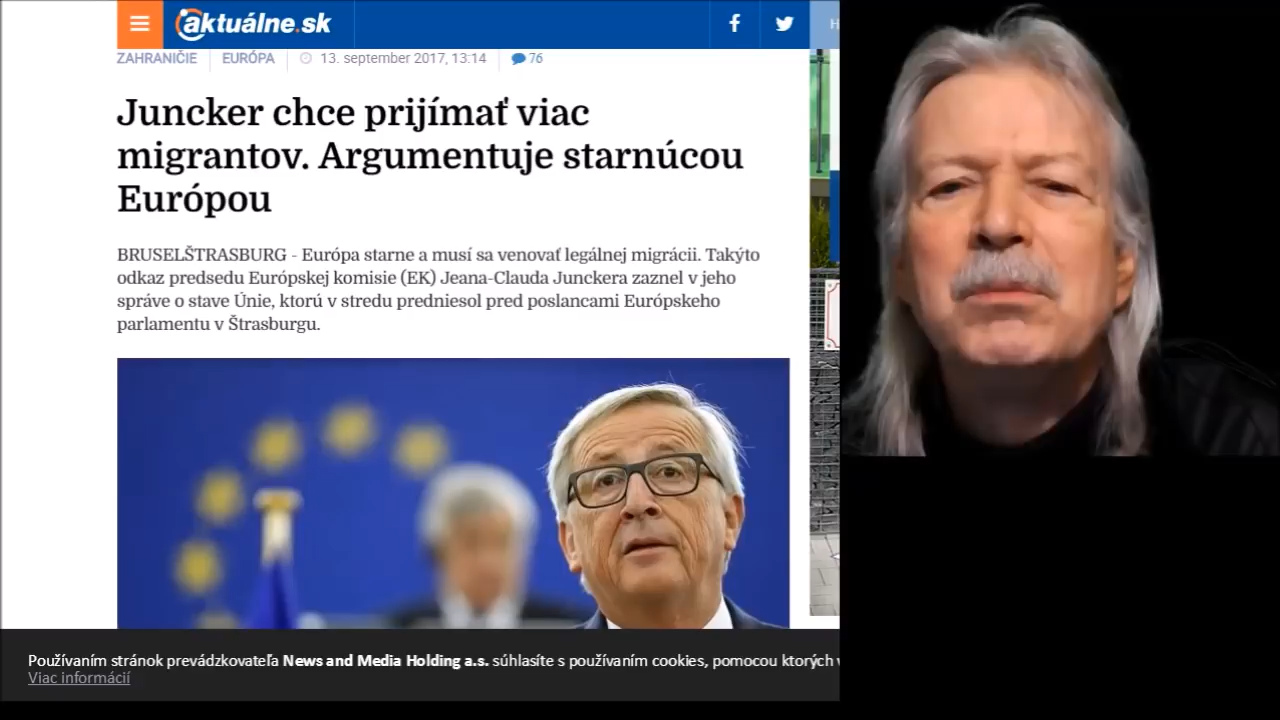 aktuálne.sk
ZAHRANIČIE EURÓPA 13. september 2017, 13:14 76
Juncker chce prijímať viac
migrantov. Argumentuje starnúcou
Európou
BRUSELŠTRASBURG - Európa starne a musí sa venovať legálnej migrácii. Takýto
odkaz predsedu Európskej komisie (EK) Jeana-Clauda Junckera zaznel v jeho
správe o stave Únie, ktorú v stredu predniesol pred poslancami Európskeho
parlamentu v Štrasburgu.
Používaním stránok prevádzkovateľa News and Media Holding a.s. súhlasíte s používaním cookies, pomocou ktorých
Viac informácií